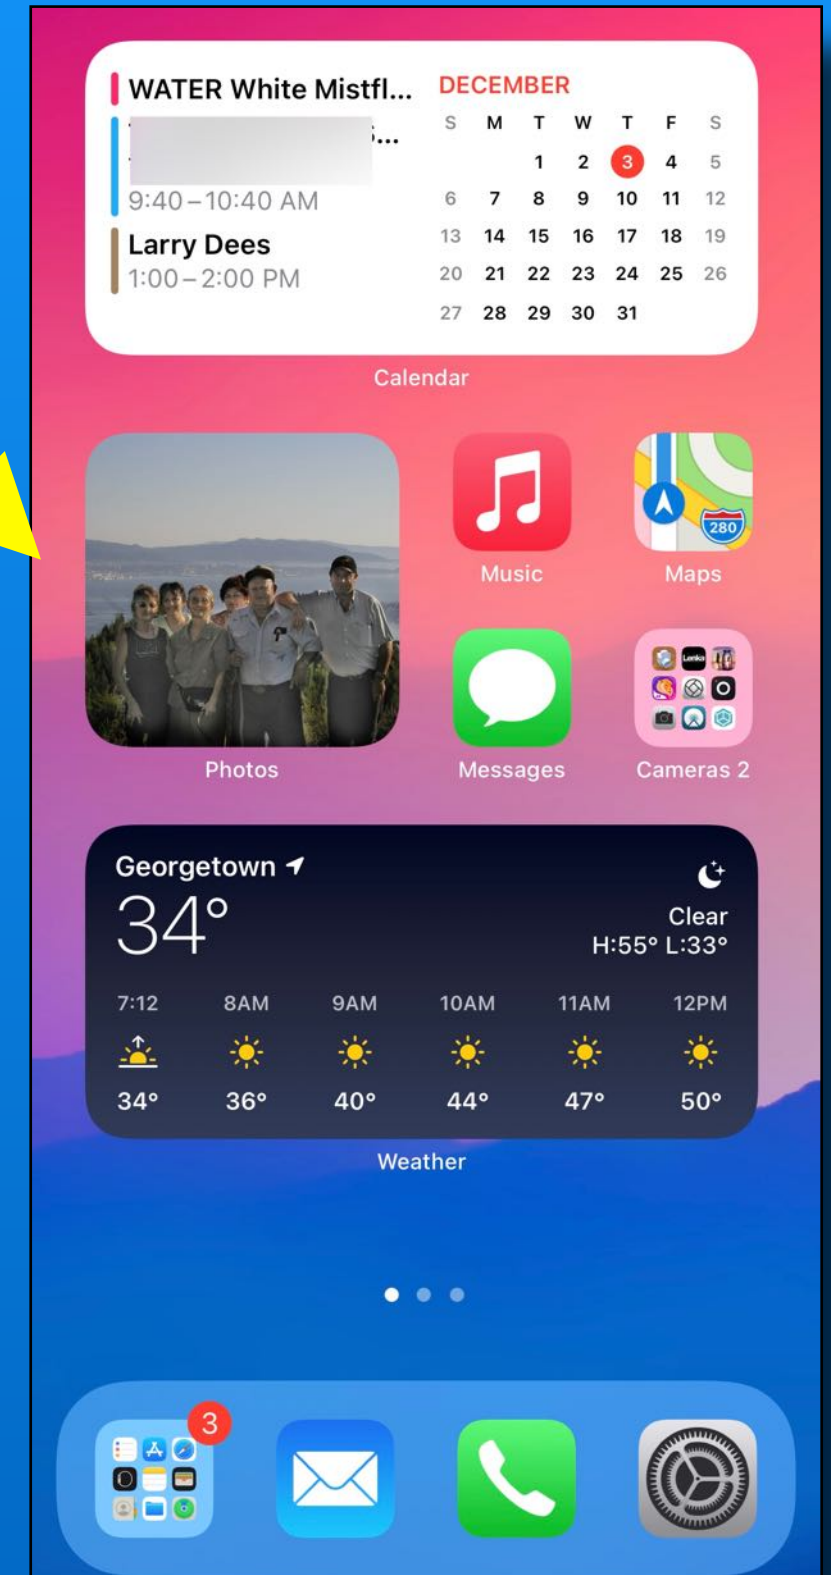 WATER White Mistfl...
...
9:40 – 10:40 AM
Larry Dees
1:00 – 2:00 PM
DECEMBER
S M T W T F S
1 2 3 4 5
6 7 8 9 10 11 12
13 14 15 16 17 18 19
20 21 22 23 24 25 26
27 28 29 30 31
Calendar
280
Music
Maps
Lanka
Photos
Messages
Cameras 2
Georgetown
34°
Clear
H:55° L:33°
7:12 8AM 9AM 10AM 11AM 12PM
34° 36° 40° 44° 47° 50°
Weather
3